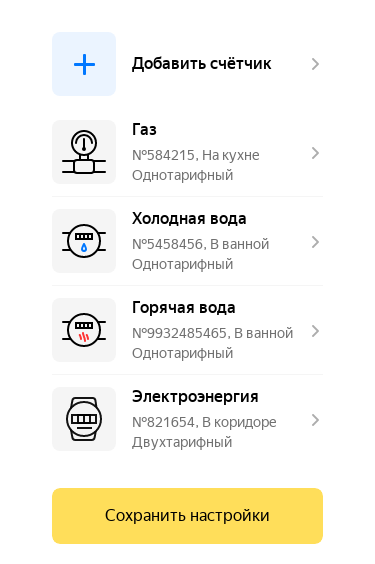 Добавить счётчик
Газ
№584215, На кухне
Однотарифный
Холодная вода
№5458456, В ванной
Однотарифный
Горячая вода
№9932485465, В ванной
Однотарифный
Электроэнергия
№821654, В коридоре
Двухтарифный
Сохранить настройки